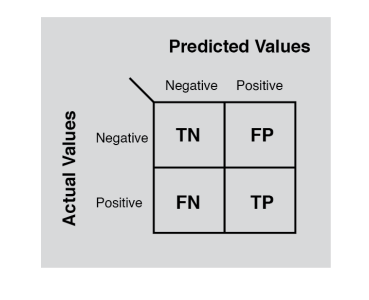 Predicted Values
Negative Positive
Actual Values
Negative TN FP
Positive FN TP